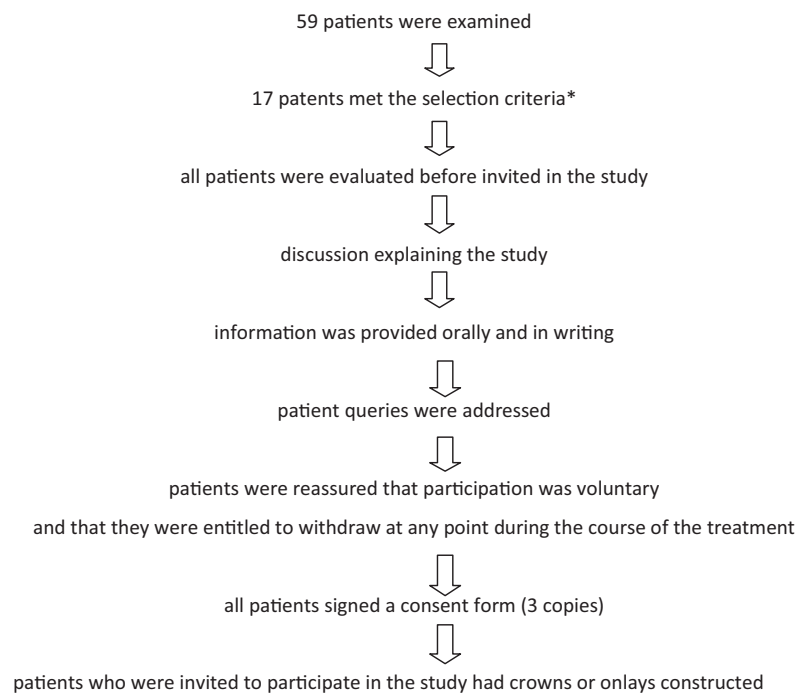 59 patients were examined
17 patents met the selection criteria*
all patients were evaluated before invited in the study
discussion explaining the study
information was provided orally and in writing
patient queries were addressed
patients were reassured that participation was voluntary
and that they were entitled to withdraw at any point during the course of the treatment
all patients signed a consent form (3 copies)
patients who were invited to participate in the study had crowns or onlays constructed